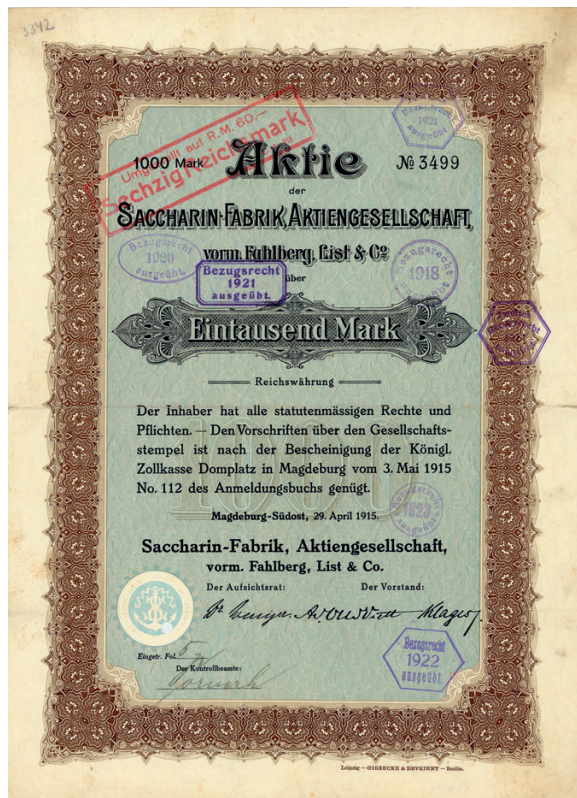 3342
Umgestellt auf R.M. 60.—
Sechzig Reichsmark
1000 Mark Aktie № 3499
der
SACCHARIN-FABRIK, AKTIENGESELLSCHAFT,
vorm. Fahlberg, List & Co
über
Bezugsrecht
1921
ausgeübt
Bezugsrecht
1920
ausgeübt.
Bezugsrecht
1921
ausgeübt.
Bezugsrecht
1918
Eintausend Mark
Bezugsrecht
Reichswährung
Der Inhaber hat alle statutenmässigen Rechte und
Pflichten. — Den Vorschriften über den Gesellschafts-
stempel ist nach der Bescheinigung der Königl.
Zollkasse Domplatz in Magdeburg vom 3. Mai 1915
No. 112 des Anmeldungsbuchs genügt.
1000
Bezugsrecht
1923
ausgeübt
Magdeburg-Südost, 29. April 1915.
Saccharin-Fabrik, Aktiengesellschaft,
vorm. Fahlberg, List & Co.
Der Aufsichtsrat: Der Vorstand:
Klages
Eingetr. Fol. 5
Der Kontrollbeamte:
Bezugsrecht
1922
ausgeübt.
Leipzig — GIESECKE & DEVRIENT — Berlin.